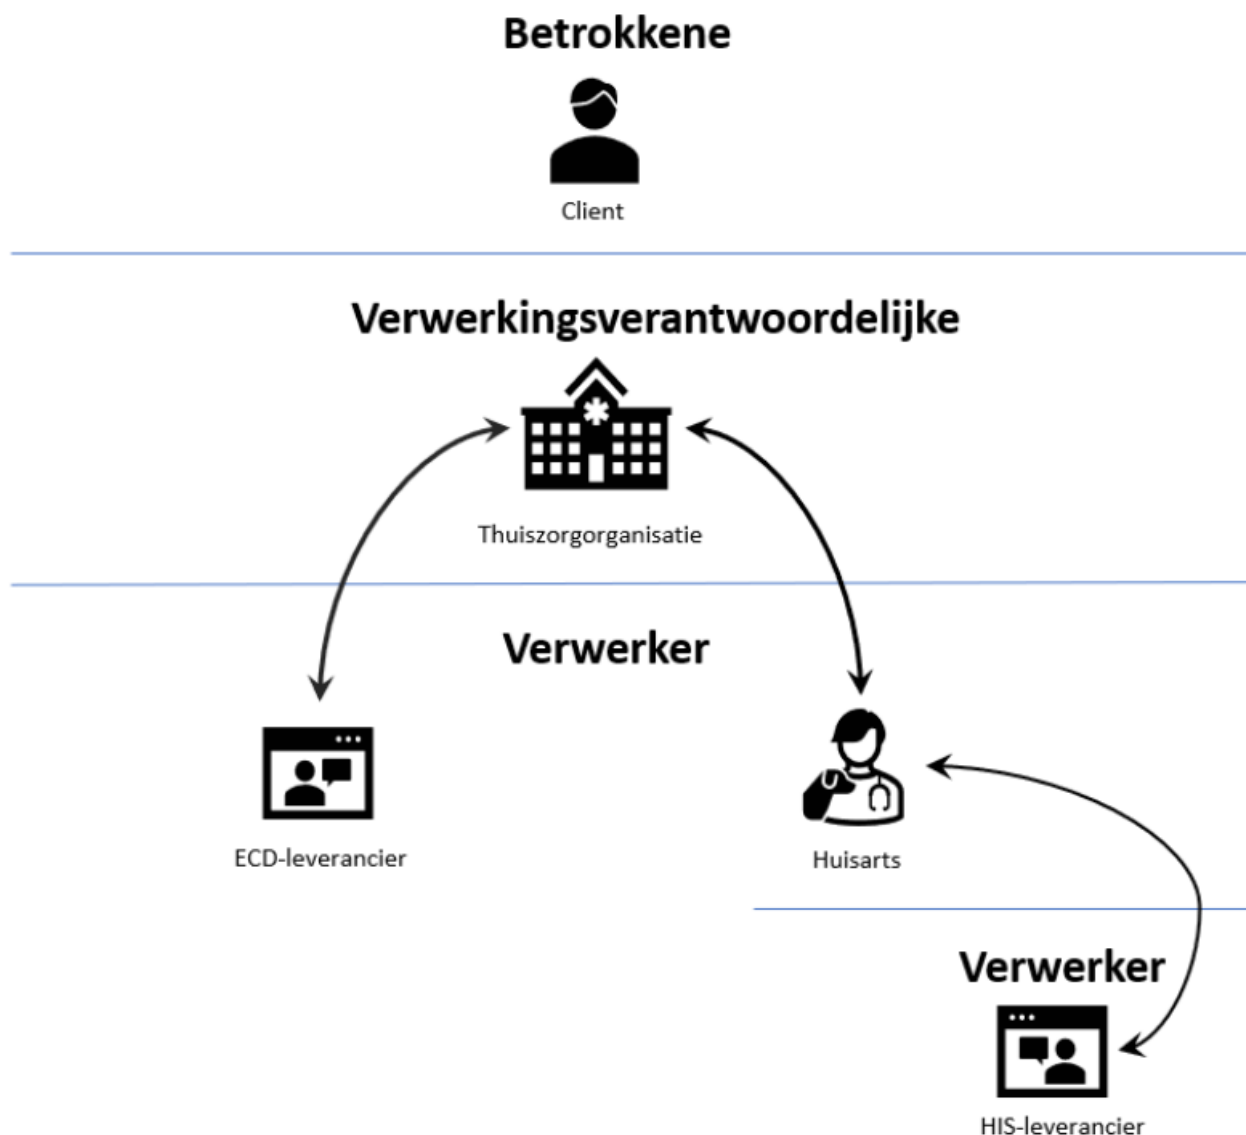 Betrokkene
Client
Verwerkingsverantwoordelijke
Thuiszorgorganisatie
Verwerker
ECD-leverancier
Huisarts
Verwerker
HIS-leverancier